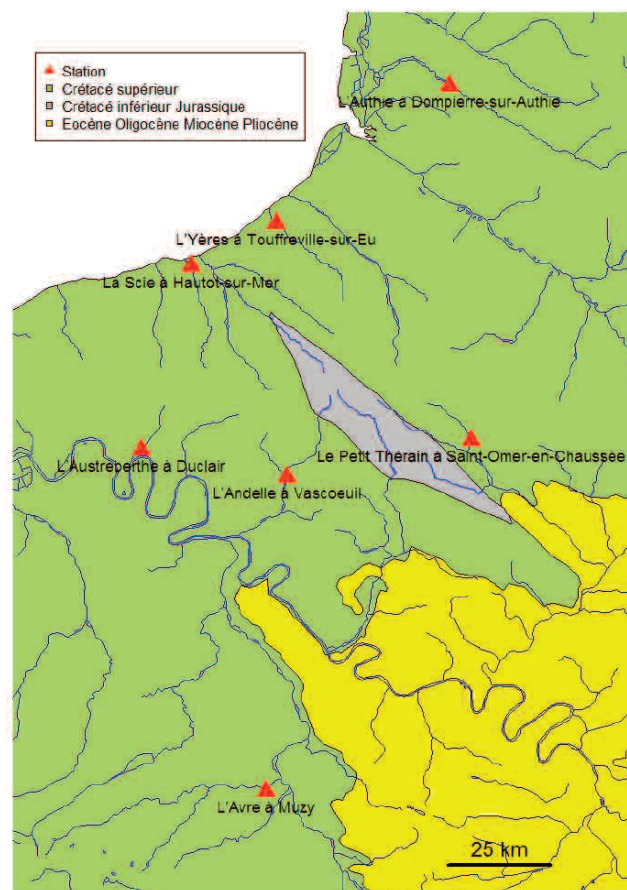 Station
Crétacé supérieur
Crétacé inférieur Jurassique
Eocène Oligocène Miocène Pliocène
L'Authie à Dompierre-sur-Authie
L'Yères à Touffreville-sur-Eu
La Scie à Hautot-sur-Mer
Le Petit Thérain à Saint-Omer-en-Chaussée
L'Austreberthe à Duclair
L'Andelle à Vascoeuil
L'Avre à Muzy
25 km